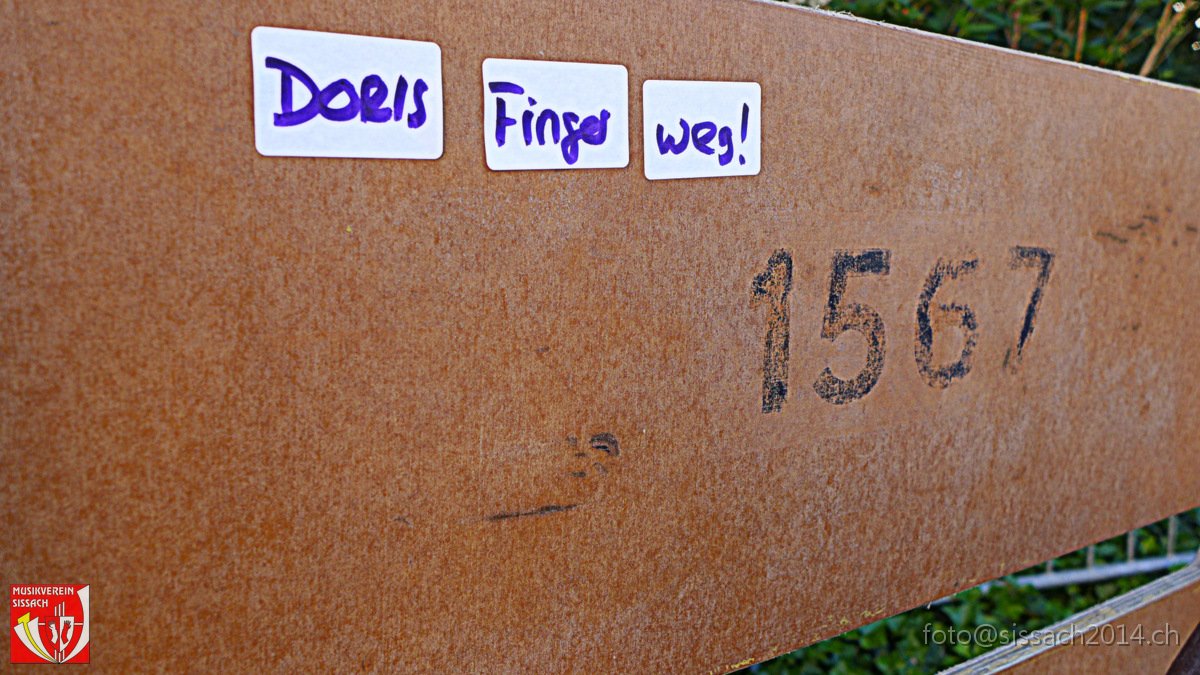 DORIS Finger weg!
1567
MUSIKVEREIN
SISSACH
foto@sissach2014.ch